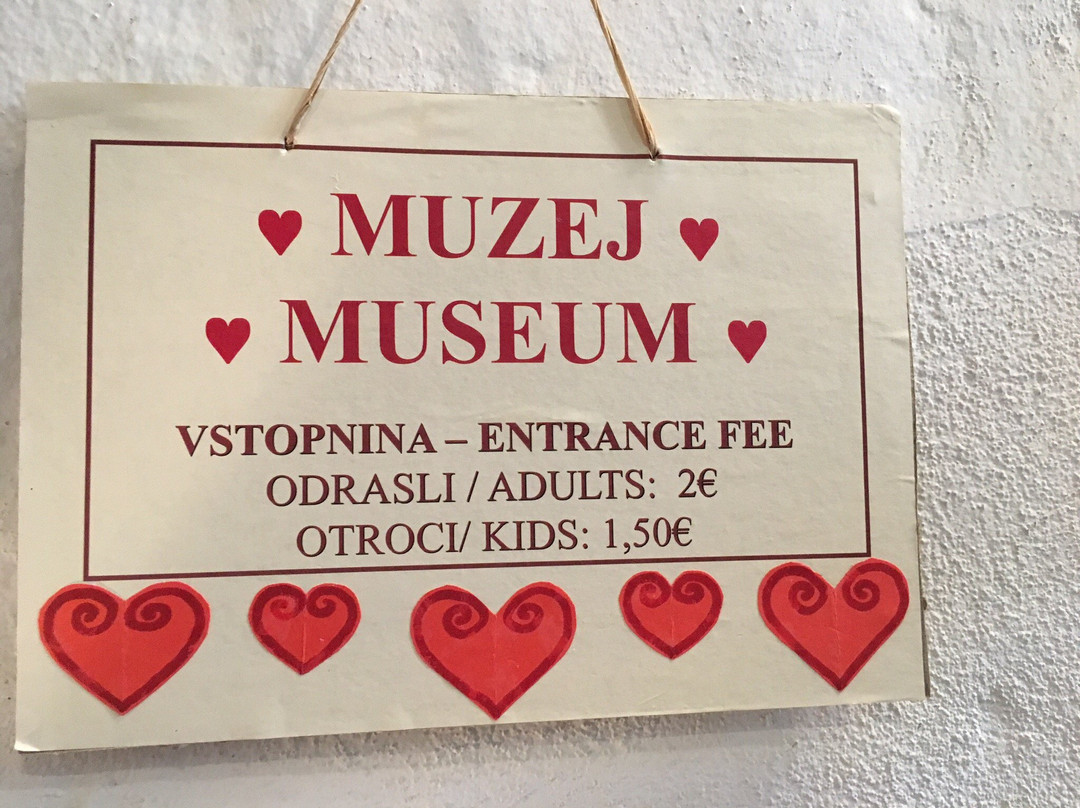 ♥ MUZEJ ♥
♥ MUSEUM ♥
VSTOPNINA – ENTRANCE FEE
ODRASLI / ADULTS: 2€
OTROCI/ KIDS: 1,50€